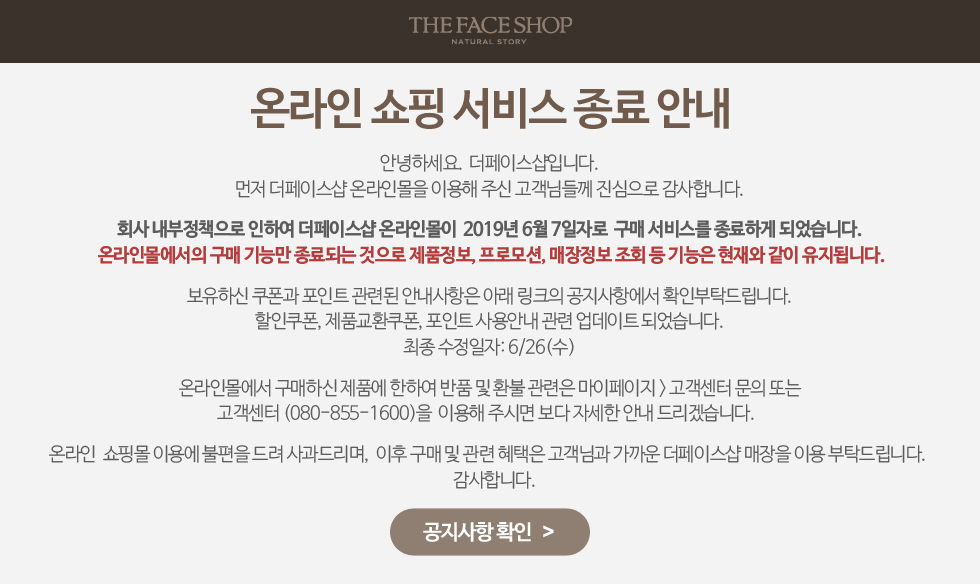 THE FACE SHOP
NATURAL STORY
온라인 쇼핑 서비스 종료 안내
안녕하세요. 더페이스샵입니다.
먼저 더페이스샵 온라인몰을 이용해 주신 고객님들께 진심으로 감사합니다.
회사 내부정책으로 인하여 더페이스샵 온라인몰이 2019년 6월 7일자로 구매 서비스를 종료하게 되었습니다.
온라인몰에서의 구매 기능만 종료되는 것으로 제품정보, 프로모션, 매장정보 조회 등 기능은 현재와 같이 유지됩니다.
보유하신 쿠폰과 포인트 관련된 안내사항은 아래 링크의 공지사항에서 확인부탁드립니다.
할인쿠폰, 제품교환쿠폰, 포인트 사용안내 관련 업데이트 되었습니다.
최종 수정일자: 6/26(수)
온라인몰에서 구매하신 제품에 한하여 반품 및 환불 관련은 마이페이지 > 고객센터 문의 또는
고객센터 (080-855-1600)을 이용해 주시면 보다 자세한 안내 드리겠습니다.
온라인 쇼핑몰 이용에 불편을 드려 사과드리며, 이후 구매 및 관련 혜택은 고객님과 가까운 더페이스샵 매장을 이용 부탁드립니다.
감사합니다.
공지사항 확인 >